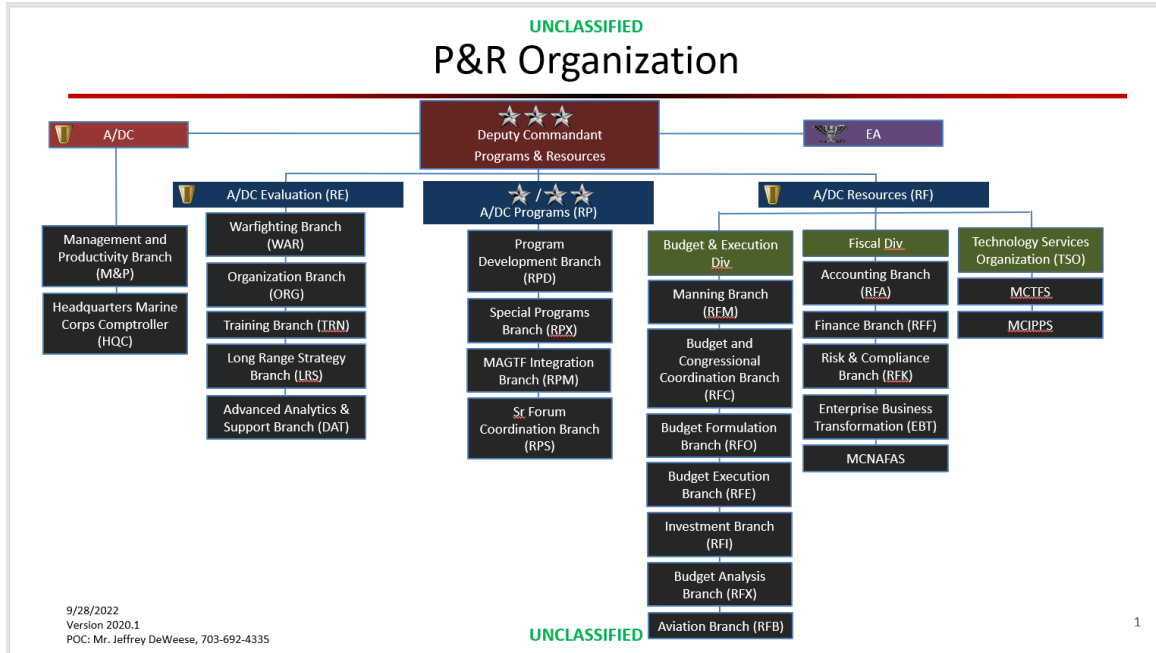 UNCLASSIFIED
P&R Organization
A/DC
Deputy Commandant
Programs & Resources
EA
A/DC Evaluation (RE)
/
A/DC Programs (RP)
A/DC Resources (RF)
Management and
Productivity Branch
(M&P)
Headquarters Marine
Corps Comptroller
(HQC)
Warfighting Branch
(WAR)
Organization Branch
(ORG)
Training Branch (TRN)
Long Range Strategy
Branch (LRS)
Advanced Analytics &
Support Branch (DAT)
Program
Development Branch
(RPD)
Special Programs
Branch (RPX)
MAGTF Integration
Branch (RPM)
Sr Forum
Coordination Branch
(RPS)
Budget & Execution
Div
Manning Branch
(RFM)
Budget and
Congressional
Coordination Branch
(RFC)
Budget Formulation
Branch (RFO)
Budget Execution
Branch (RFE)
Investment Branch
(RFI)
Budget Analysis
Branch (RFX)
Aviation Branch (RFB)
Fiscal Div
Accounting Branch
(RFA)
Finance Branch (RFF)
Risk & Compliance
Branch (RFK)
Enterprise Business
Transformation (EBT)
MCNAFAS
Technology Services
Organization (TSO)
MCTFS
MCIPPS
9/28/2022
Version 2020.1
POC: Mr. Jeffrey DeWeese, 703-692-4335
UNCLASSIFIED
1